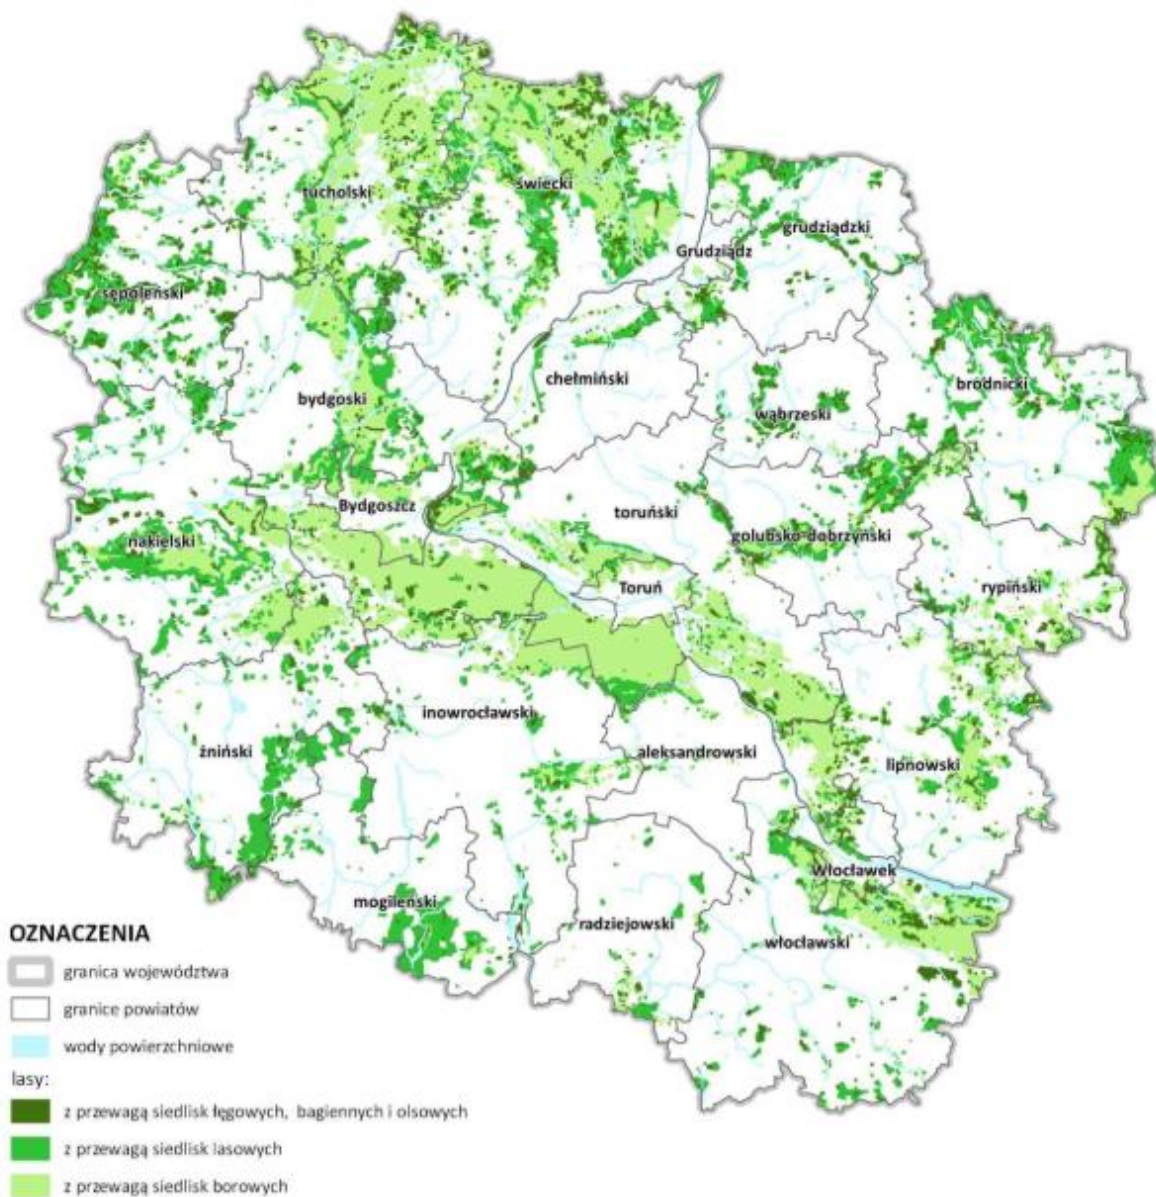 tucholski
świecki
grudziądzki
Grudziądz
sępoleński
chełmiński
brodnicki
bydgoski
wąbrzeski
Bydgoszcz
toruński
golubsko-dobrzyński
nakielski
Toruń
rypiński
inowrocławski
żniński
aleksandrowski
lipnowski
Włocławek
mogileński
radziejowski
włocławski
OZNACZENIA
granica województwa
granice powiatów
wody powierzchniowe
lasy:
z przewagą siedlisk łęgowych, bagiennych i olsowych
z przewagą siedlisk lasowych
z przewagą siedlisk borowych